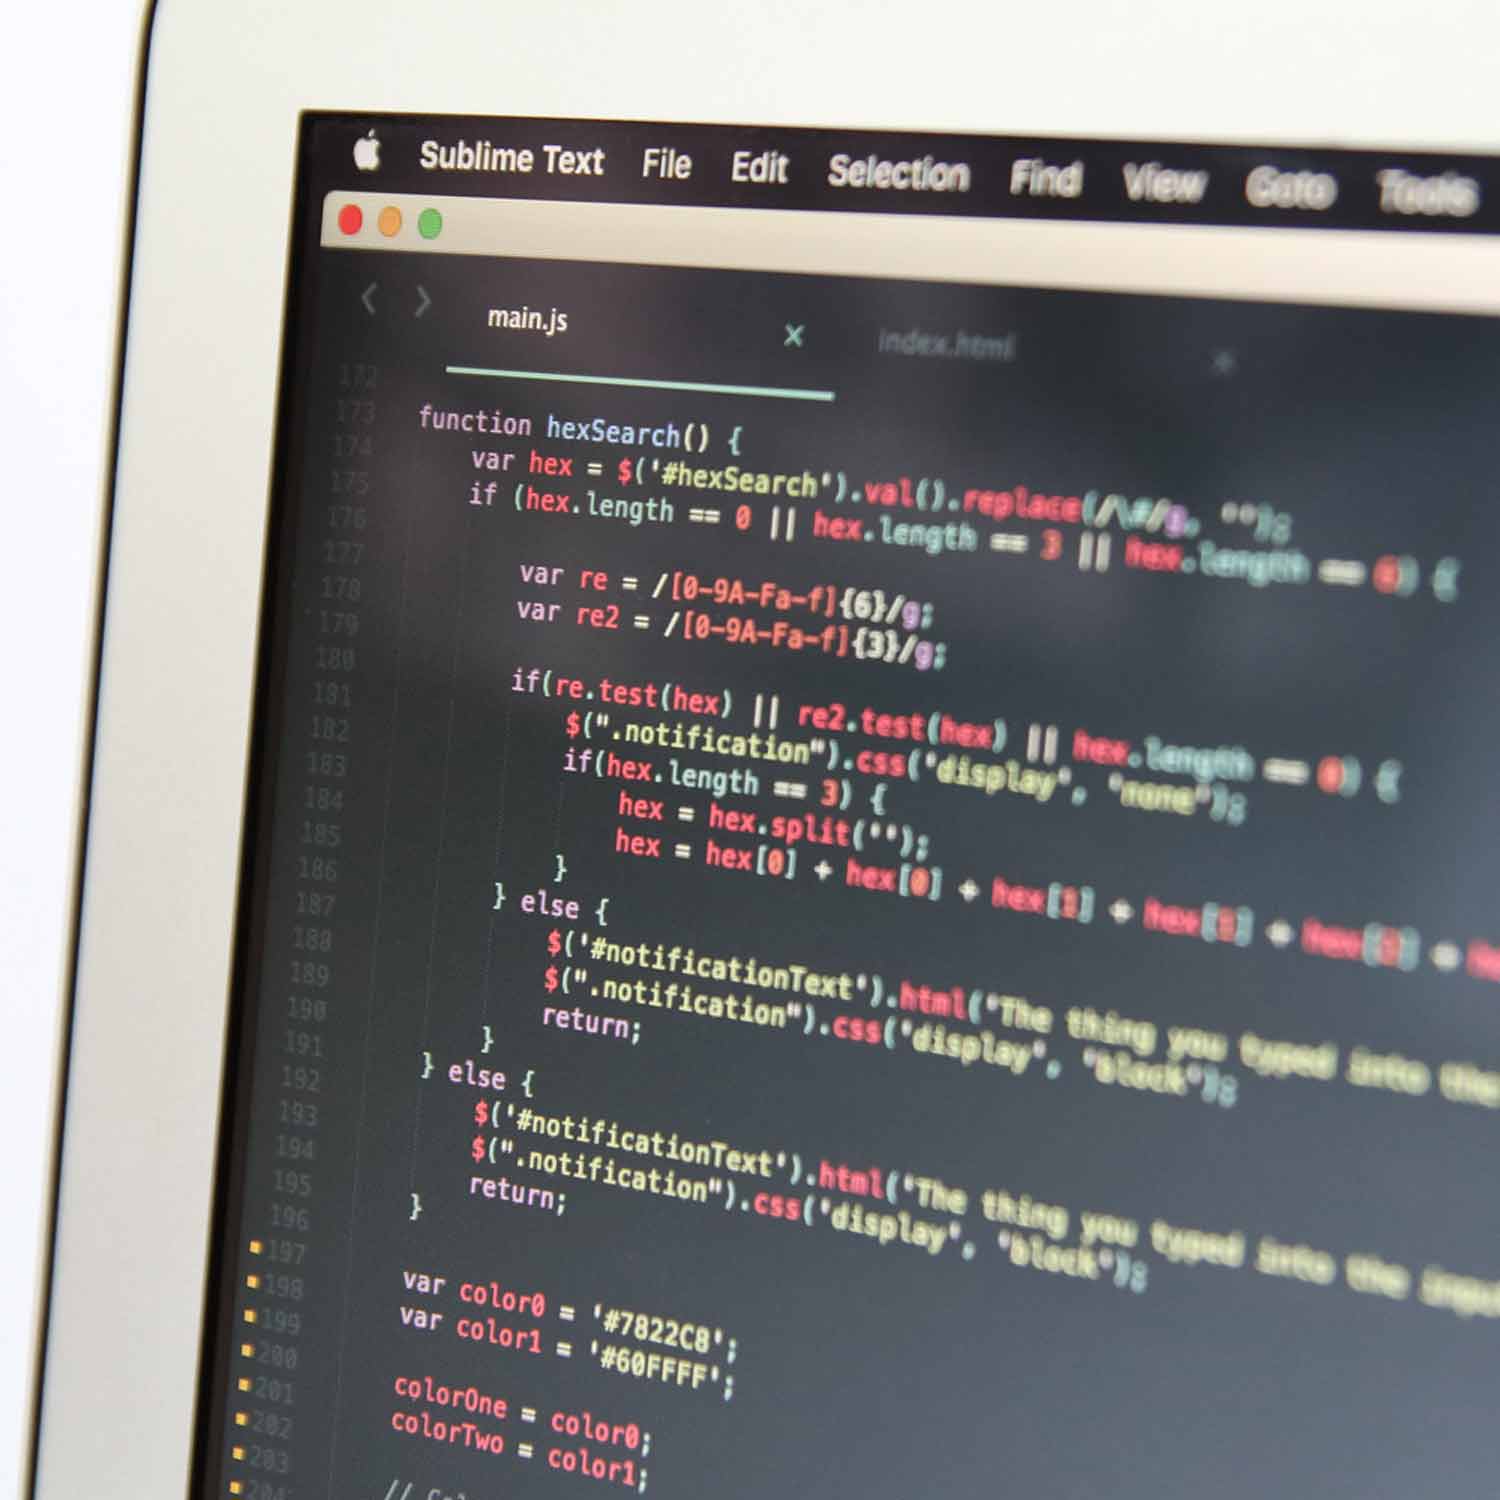 Sublime Text File Edit Selection Find View Goto Tools
main.js index.html
172
173 function hexSearch() {
174 var hex = $('#hexSearch').val().replace(/\#/g, '');
175 if (hex.length == 0 || hex.length == 3 || hex.length == 6) {
176
177 var re = /[0-9A-Fa-f]{6}/g;
178 var re2 = /[0-9A-Fa-f]{3}/g;
179
180 if(re.test(hex) || re2.test(hex) || hex.length == 0) {
181 $(".notification").css('display', 'none');
182 if(hex.length == 3) {
183 hex = hex.split('');
184 hex = hex[0] + hex[0] + hex[1] + hex[1] +
185 }
186 } else {
187 $('#notificationText').html('The thing you typed into the
188 $(".notification").css('display', 'block');
189 return;
190 }
191 } else {
192 $('#notificationText').html('The thing you typed into the
193 $(".notification").css('display', 'block');
194 return;
195 }
196
197 var color0 = '#7822C8';
198 var color1 = '#60FFFF';
199
200 colorOne = color0;
201 colorTwo = color1;
202
203 //
204